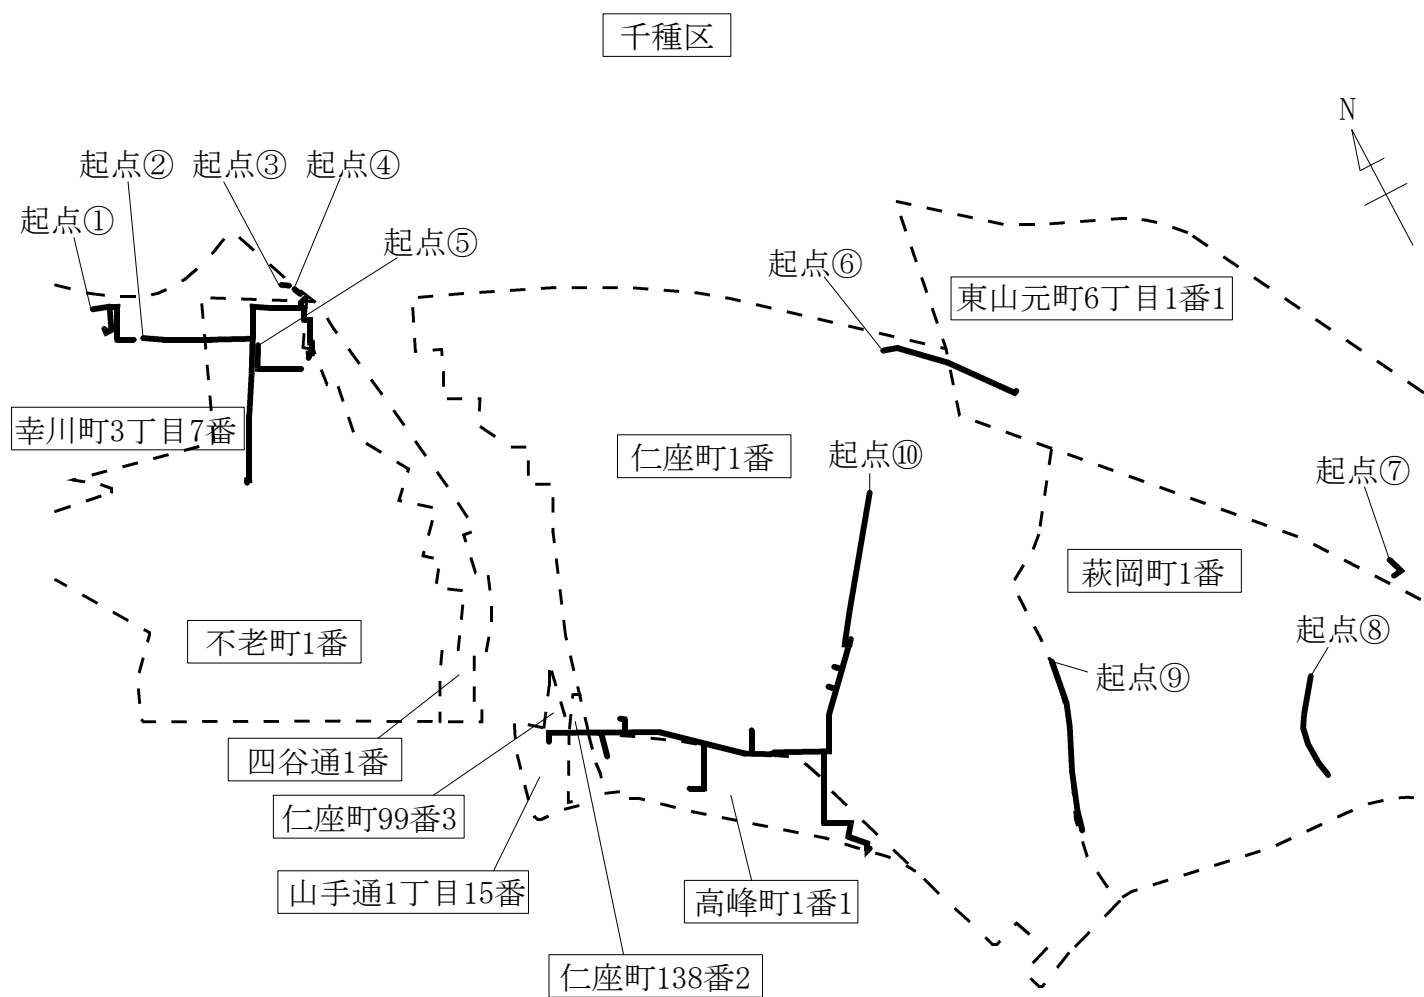 千種区
N
起点②
起点③
起点④
起点①
起点⑤
起点⑥
東山元町6丁目1番1
幸川町3丁目7番
仁座町1番
起点⑩
起点⑦
萩岡町1番
不老町1番
起点⑧
起点⑨
四谷通1番
仁座町99番3
山手通1丁目15番
高峰町1番1
仁座町138番2